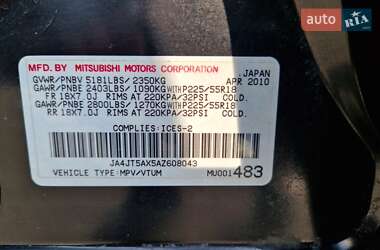 AUTO.RIA
MFD. BY MITSUBISHI MOTORS CORPORATION
JAPAN
GVWR/PNBV 5181LBS/2350KG APR 2010
GAWR/PNBE 2403LBS/1090KG WITH P225/55R18
FR 18X7.0J RIMS AT 220KPA/32PSI COLD.
GAWR/PNBE 2800LBS/1270KG WITH P225/55R18
RR 18X7.0J RIMS AT 220KPA/32PSI COLD.
COMPLIES:ICES-2
JA4JT5AX5AZ608043
VEHICLE TYPE:MPV/VTUM
MU001483